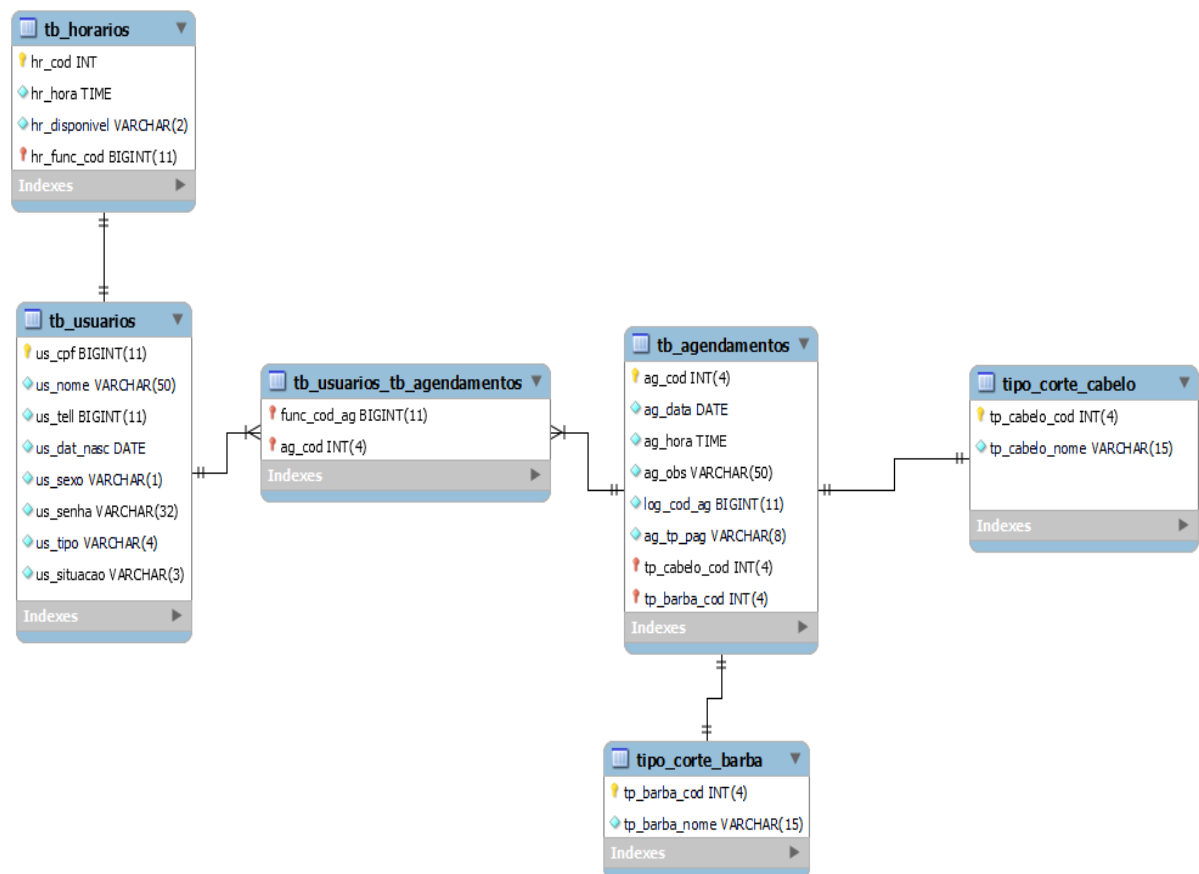 tb_horarios
hr_cod INT
hr_hora TIME
hr_disponivel VARCHAR(2)
hr_func_cod BIGINT(11)
Indexes
tb_usuarios
us_cpf BIGINT(11)
us_nome VARCHAR(50)
us_tell BIGINT(11)
us_dat_nasc DATE
us_sexo VARCHAR(1)
us_senha VARCHAR(32)
us_tipo VARCHAR(4)
us_situacao VARCHAR(3)
Indexes
tb_usuarios_tb_agendamentos
func_cod_ag BIGINT(11)
ag_cod INT(4)
Indexes
tb_agendamentos
ag_cod INT(4)
ag_data DATE
ag_hora TIME
ag_obs VARCHAR(50)
log_cod_ag BIGINT(11)
ag_tp_pag VARCHAR(8)
tp_cabelo_cod INT(4)
tp_barba_cod INT(4)
Indexes
tipo_corte_cabelo
tp_cabelo_cod INT(4)
tp_cabelo_nome VARCHAR(15)
Indexes
tipo_corte_barba
tp_barba_cod INT(4)
tp_barba_nome VARCHAR(15)
Indexes